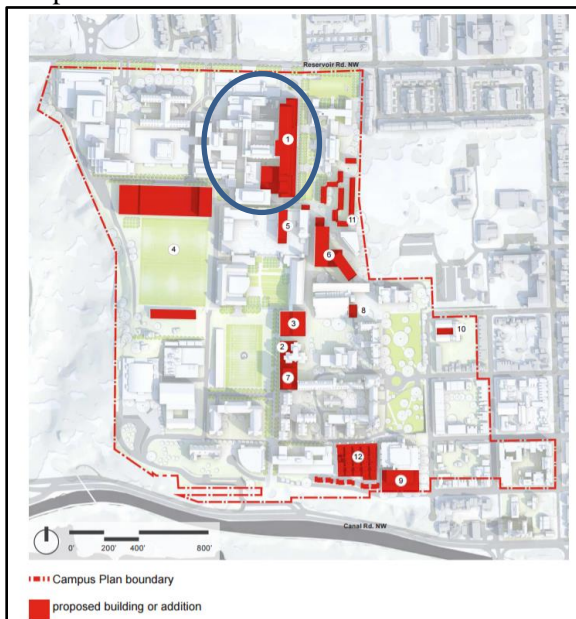 Reservoir Rd. NW
1
11
5
4
6
8
3
10
2
7
12
9
Canal Rd. NW
0' 200' 400' 800'
Campus Plan boundary
proposed building or addition